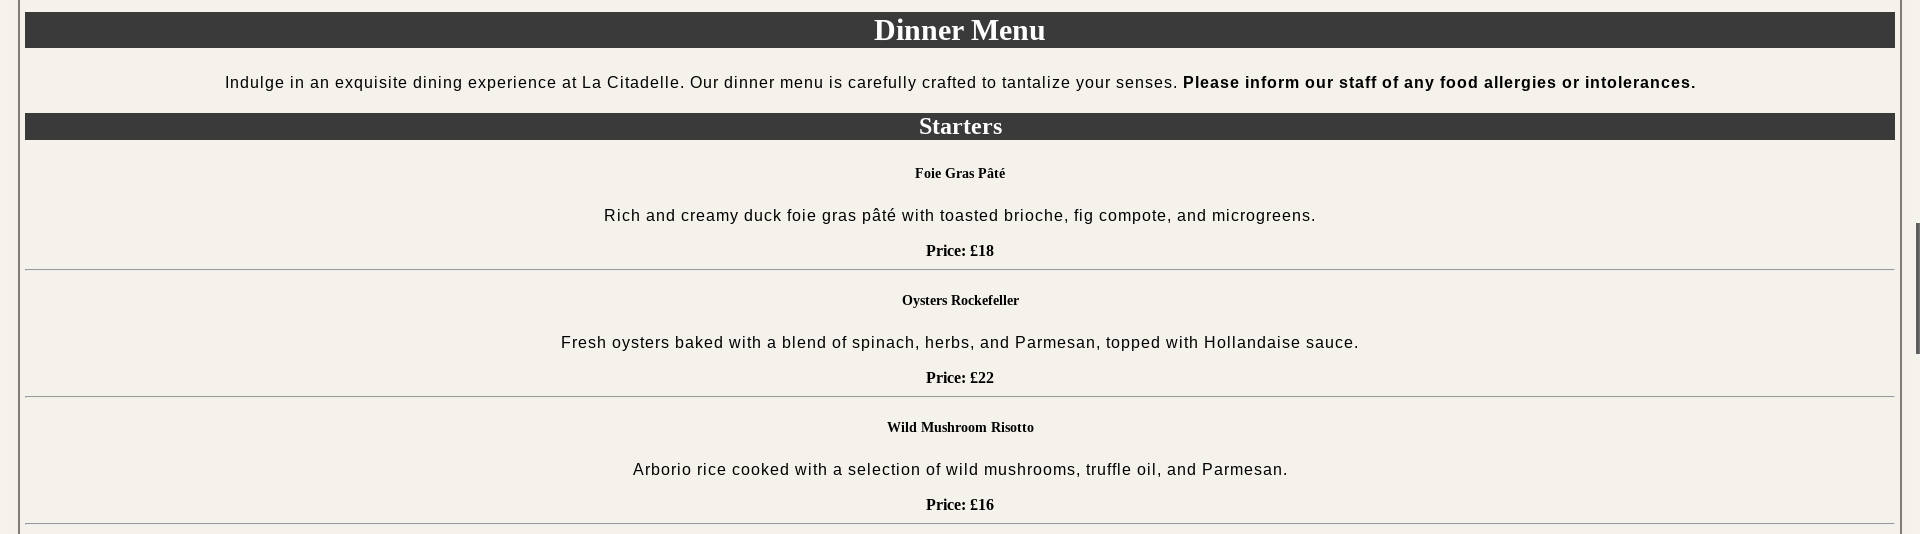 Dinner Menu
Indulge in an exquisite dining experience at La Citadelle. Our dinner menu is carefully crafted to tantalize your senses. Please inform our staff of any food allergies or intolerances.
Starters
Foie Gras Pâté
Rich and creamy duck foie gras pâté with toasted brioche, fig compote, and microgreens.
Price: £18
Oysters Rockefeller
Fresh oysters baked with a blend of spinach, herbs, and Parmesan, topped with Hollandaise sauce.
Price: £22
Wild Mushroom Risotto
Arborio rice cooked with a selection of wild mushrooms, truffle oil, and Parmesan.
Price: £16